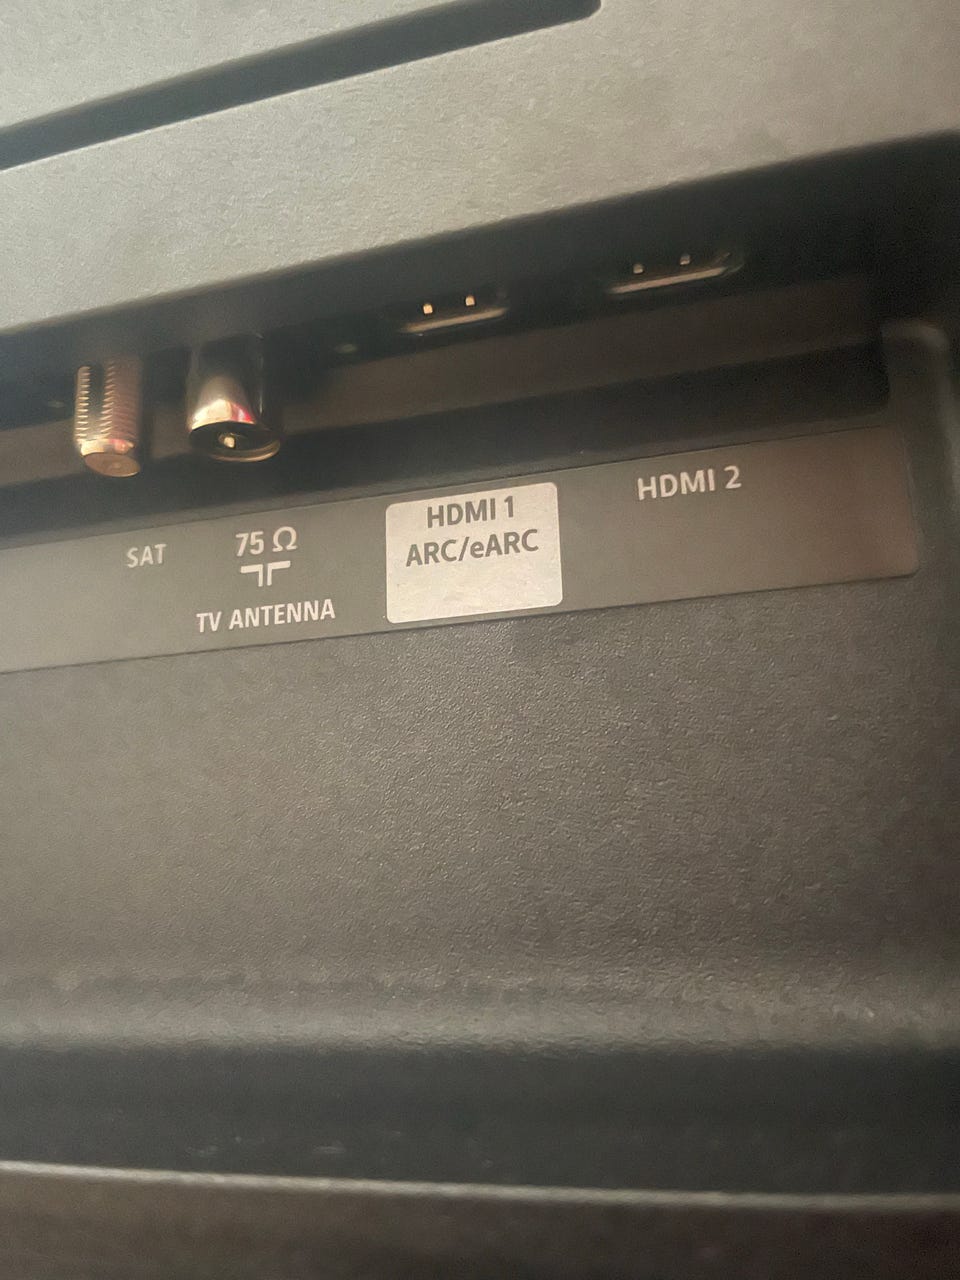 SAT
75 Ω
TV ANTENNA
HDMI 1
ARC/eARC
HDMI 2